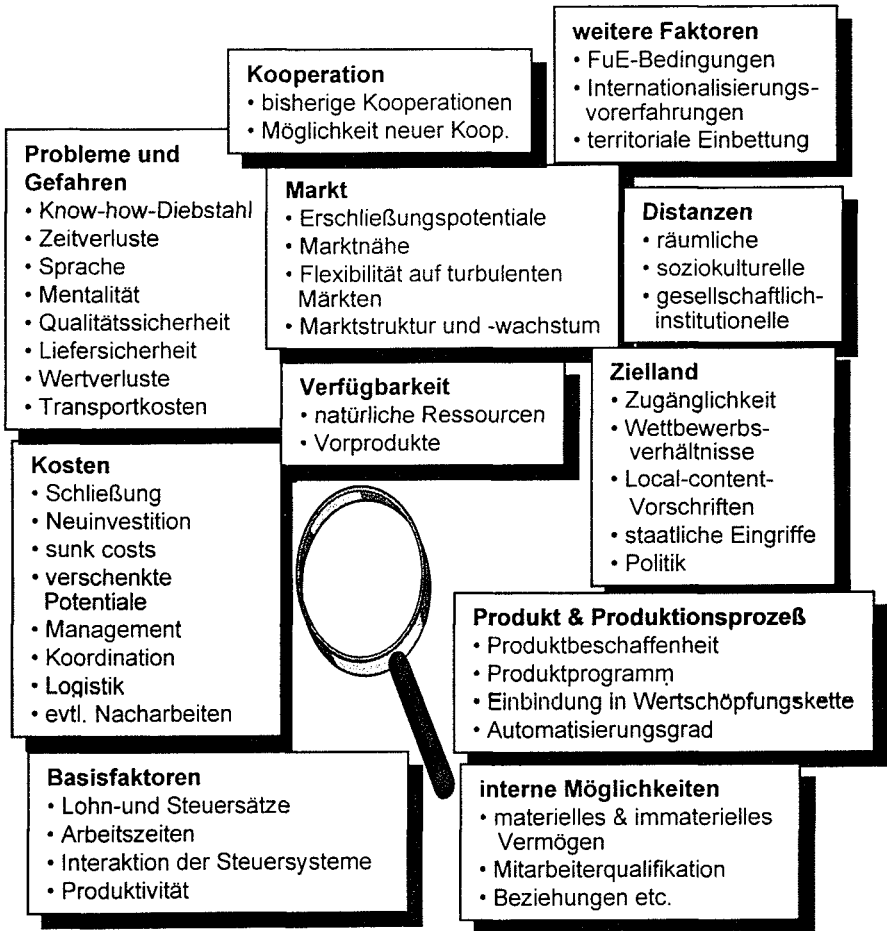 weitere Faktoren
• FuE-Bedingungen
• Internationalisierungs-
vorerfahrungen
• territoriale Einbettung
Kooperation
• bisherige Kooperationen
• Möglichkeit neuer Koop.
Probleme und
Gefahren
• Know-how-Diebstahl
• Zeitverluste
• Sprache
• Mentalität
• Qualitätssicherheit
• Liefersicherheit
• Wertverluste
• Transportkosten
Markt
• Erschließungspotentiale
• Marktnähe
• Flexibilität auf turbulenten
Märkten
• Marktstruktur und -wachstum
Distanzen
• räumliche
• soziokulturelle
• gesellschaftlich-
institutionelle
Verfügbarkeit
• natürliche Ressourcen
• Vorprodukte
Zielland
• Zugänglichkeit
• Wettbewerbs-
verhältnisse
• Local-content-
Vorschriften
• staatliche Eingriffe
• Politik
Kosten
• Schließung
• Neuinvestition
• sunk costs
• verschenkte
Potentiale
• Management
• Koordination
• Logistik
• evtl. Nacharbeiten
Produkt & Produktionsprozeß
• Produktbeschaffenheit
• Produktprogramm
• Einbindung in Wertschöpfungskette
• Automatisierungsgrad
Basisfaktoren
• Lohn-und Steuersätze
• Arbeitszeiten
• Interaktion der Steuersysteme
• Produktivität
interne Möglichkeiten
• materielles & immaterielles
Vermögen
• Mitarbeiterqualifikation
• Beziehungen etc.